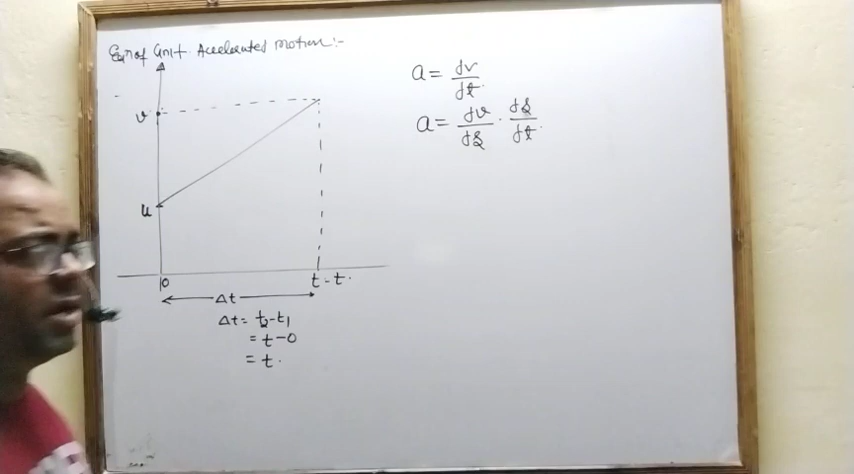 Eqn of Unif. Accelerated Motion:-
v
u
0
t = t.
Δt
Δt = t2-t1
= t-0
= t.
a = dv/dt.
a = dv/ds . ds/dt.